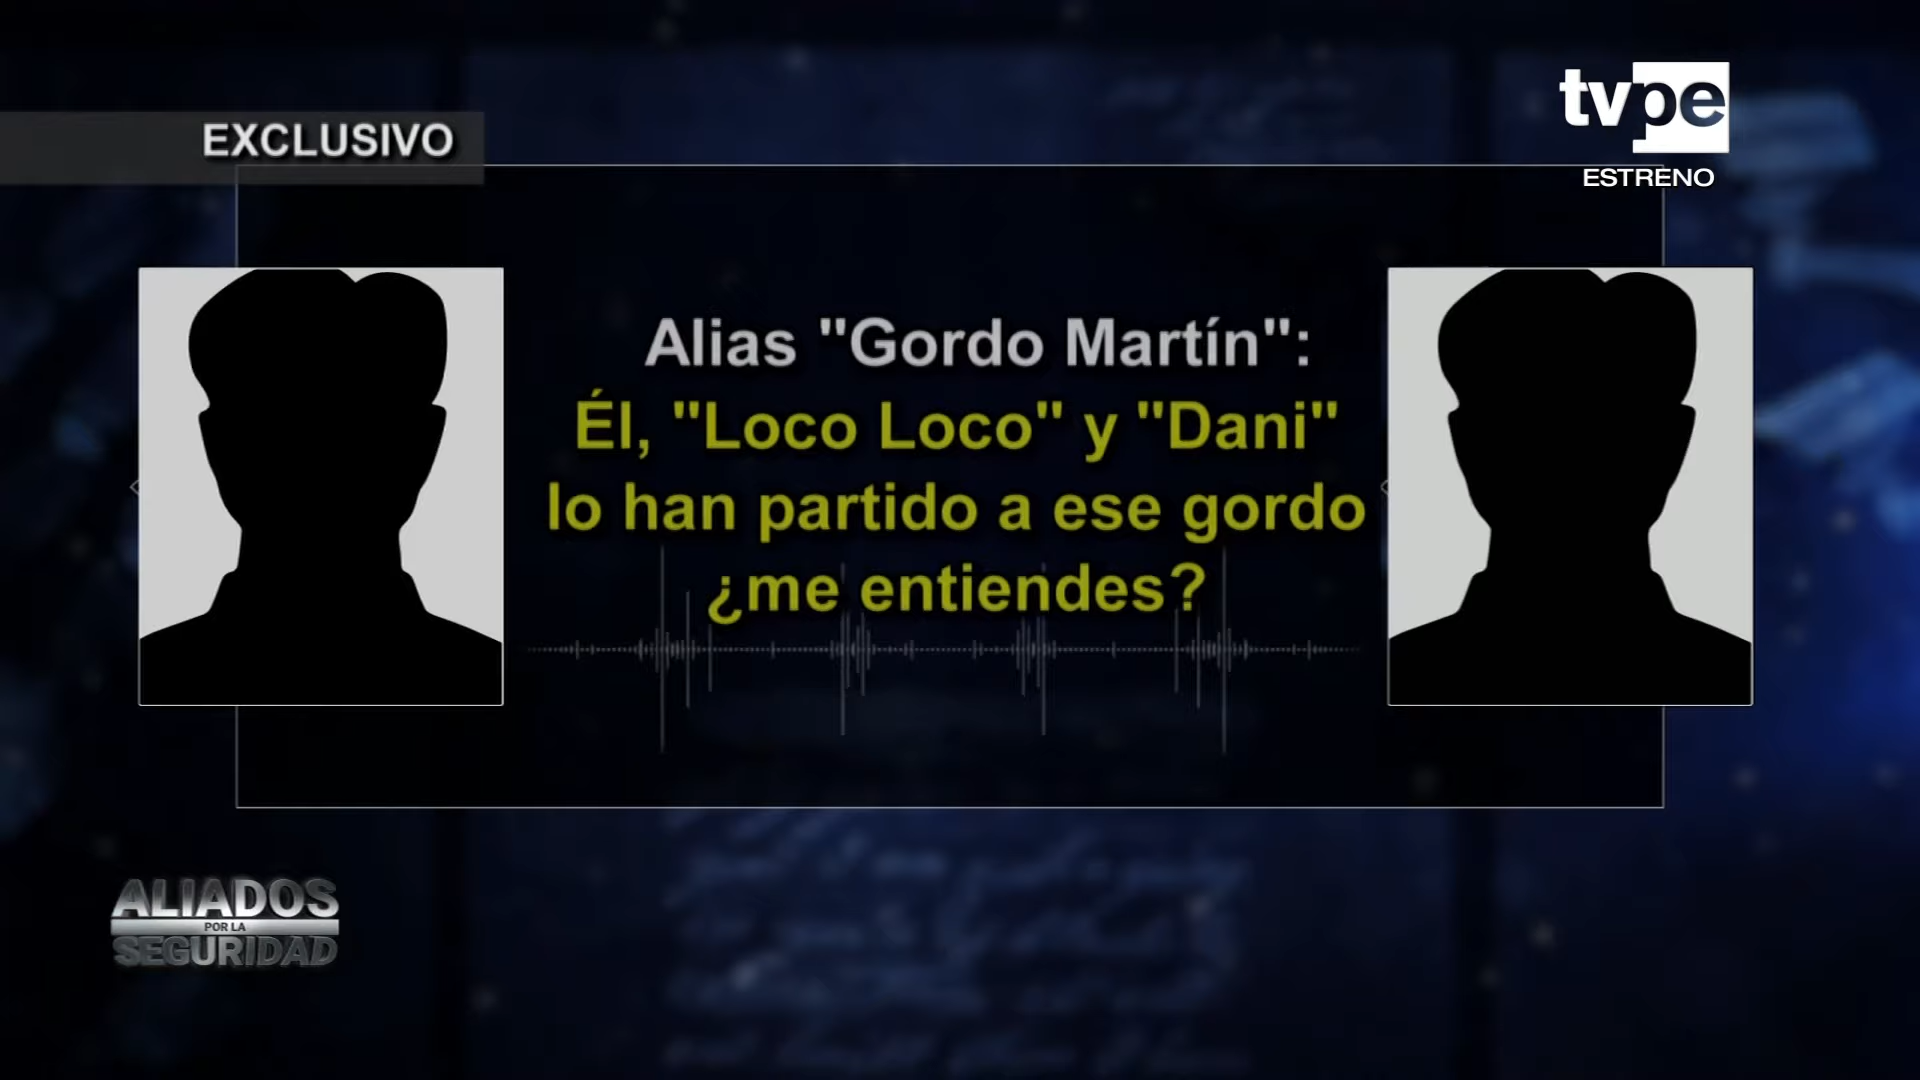 EXCLUSIVO
tvpe
ESTRENO
Alias "Gordo Martín":
Él, "Loco Loco" y "Dani"
lo han partido a ese gordo
¿me entiendes?
ALIADOS
POR LA
SEGURIDAD